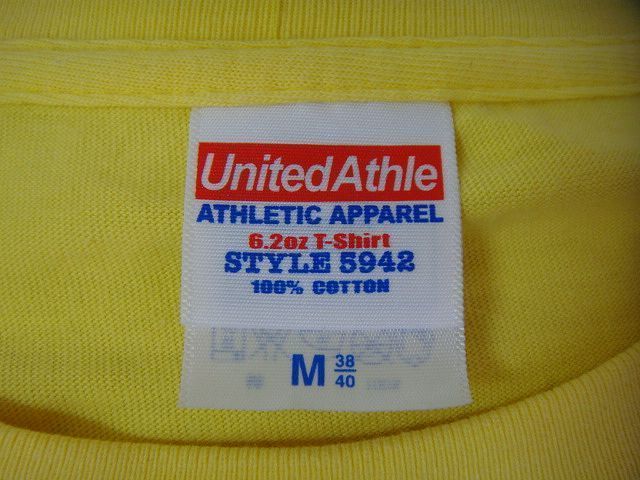 UnitedAthle
ATHLETIC APPAREL
6.2oz T-Shirt
STYLE 5942
100% COTTON
M 38
40